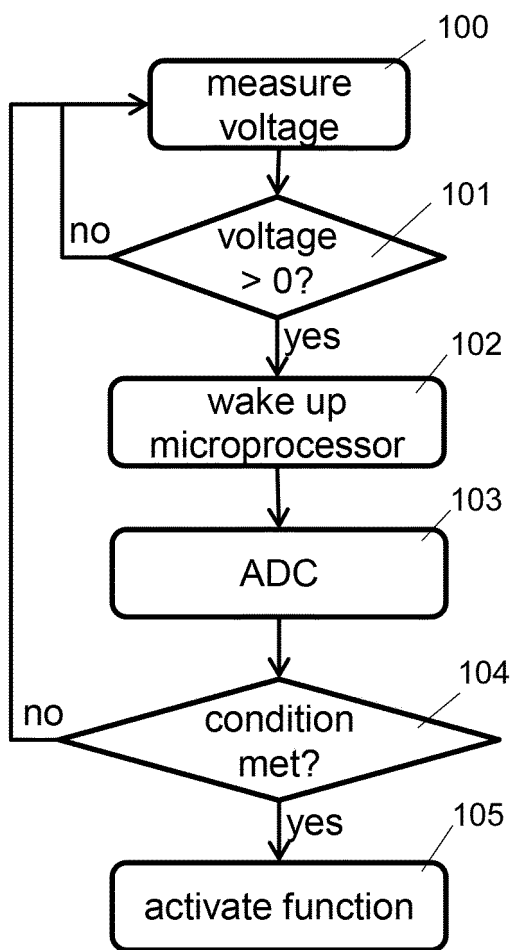 100
measure
voltage
101
no
voltage
> 0?
yes
102
wake up
microprocessor
103
ADC
104
no
condition
met?
yes
105
activate function